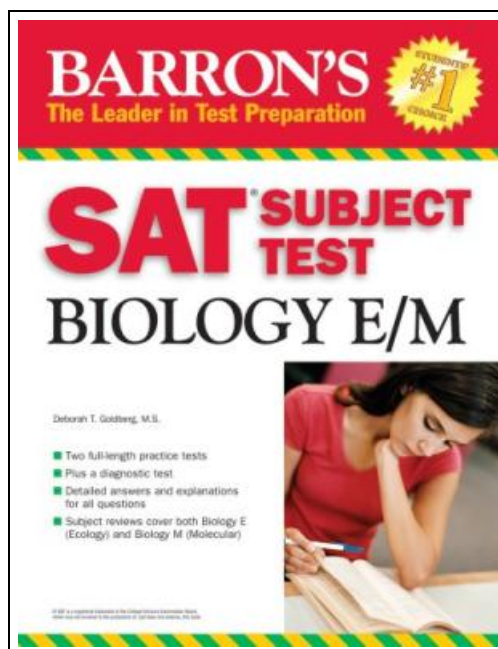 BARRON'S
The Leader in Test Preparation
STUDENTS'
#1
CHOICE
SAT® SUBJECT
TEST
BIOLOGY E/M
Deborah T. Goldberg, M.S.
Two full-length practice tests
Plus a diagnostic test
Detailed answers and explanations
for all questions
Subject reviews cover both Biology E
(Ecology) and Biology M (Molecular)